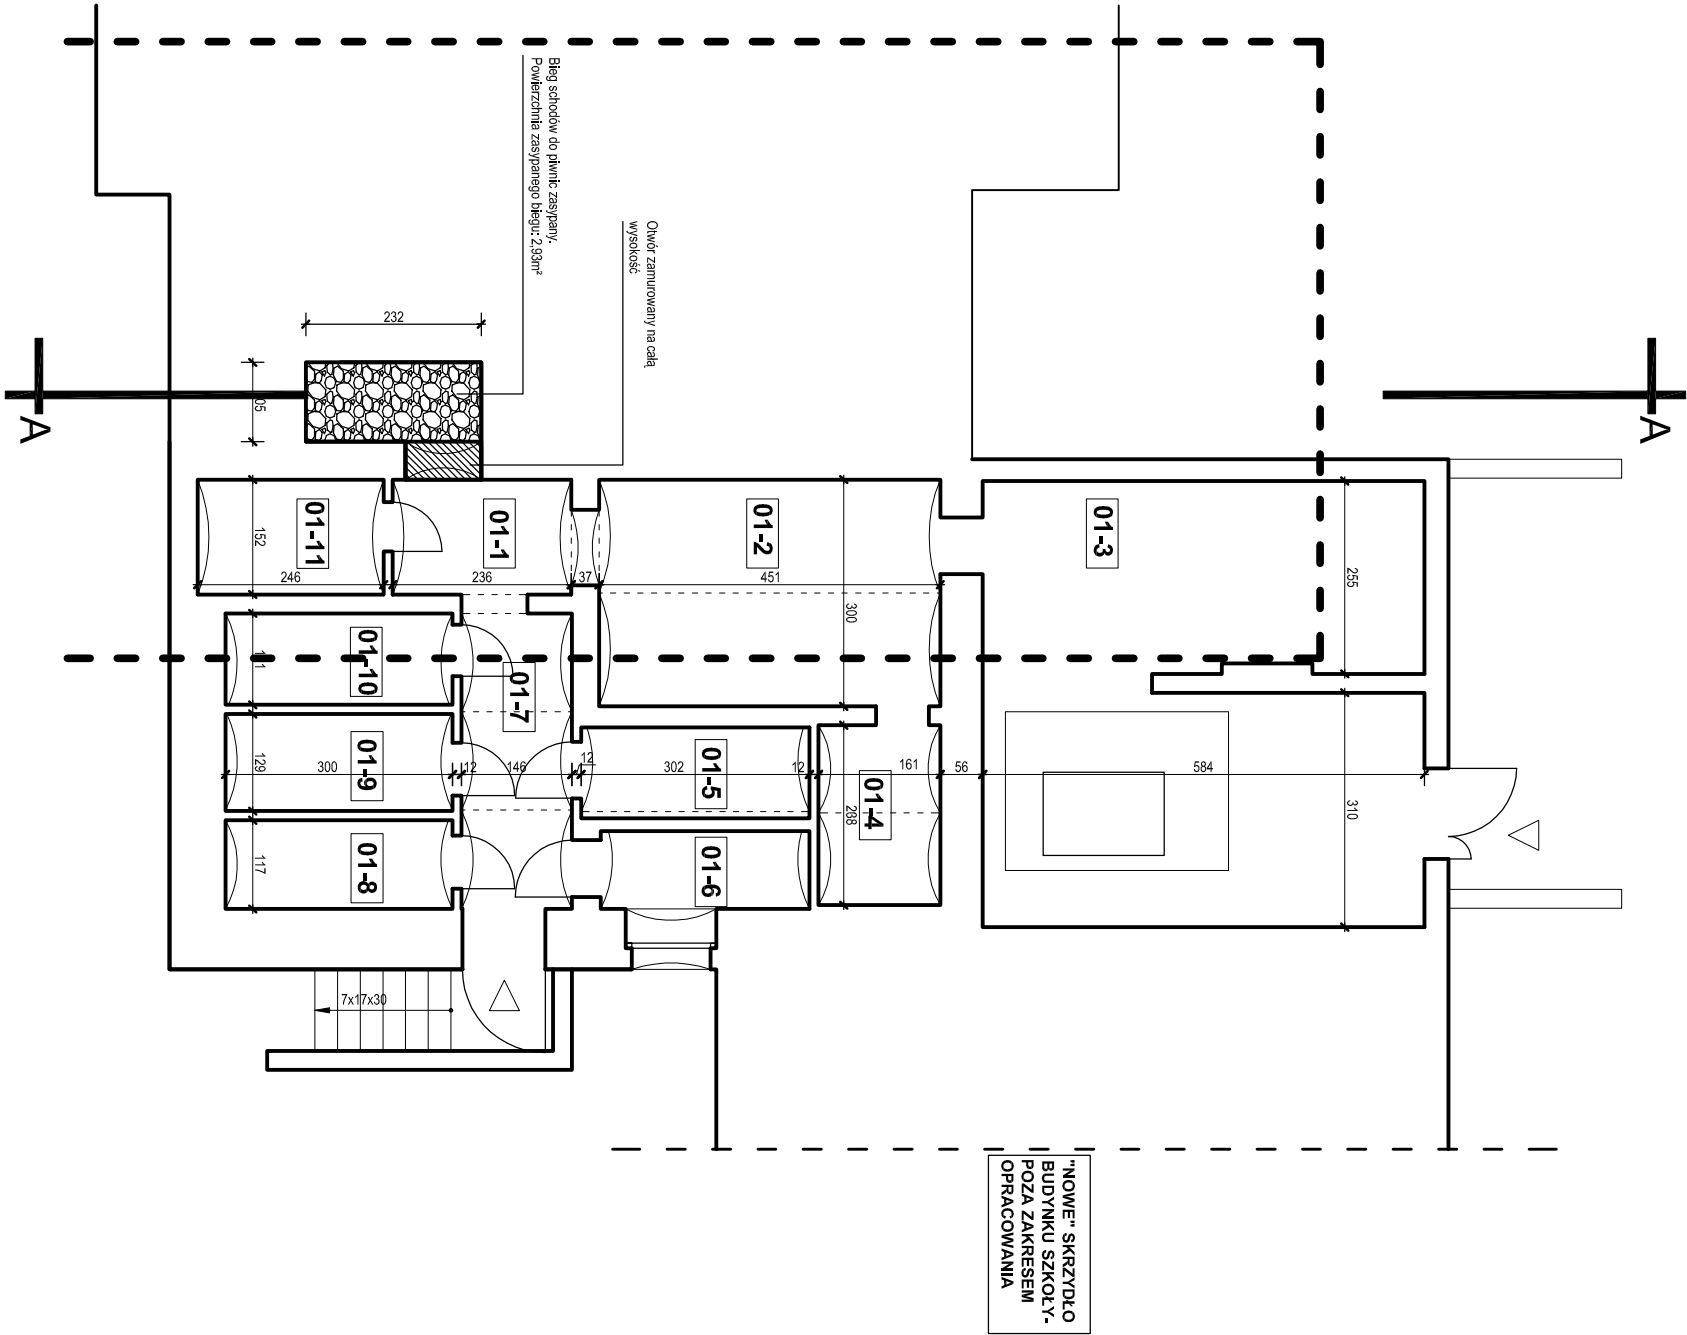 Bieg schodów do piwnic zasypany.
Powierzchnia zasypanego biegu: 2,93m²
Otwór zamurowany na całą
wysokość
232
A
A
01-11
01-1
01-2
01-3
152
246
236
37
451
300
255
01-10
01-7
01-9
01-5
01-4
129
300
12
146
12
302
12
161
56
584
310
01-8
01-6
117
7x17x30
"NOWE" SKRZYDŁO
BUDYNKU SZKOŁY-
POZA ZAKRESEM
OPRACOWANIA